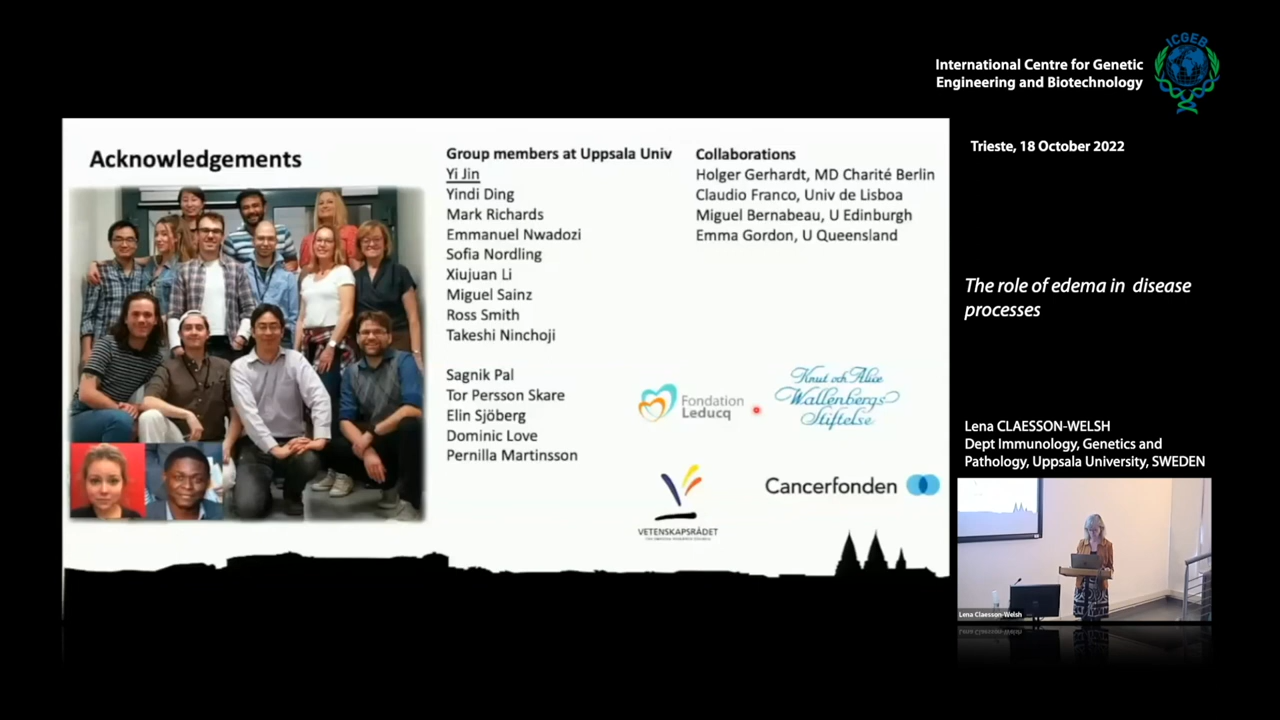 ICGEB
International Centre for Genetic
Engineering and Biotechnology
Trieste, 18 October 2022
Acknowledgements
Group members at Uppsala Univ
Yi Jin
Yindi Ding
Mark Richards
Emmanuel Nwadozi
Sofia Nordling
Xiujuan Li
Miguel Sainz
Ross Smith
Takeshi Ninchoji
Sagnik Pal
Tor Persson Skare
Elin Sjöberg
Dominic Love
Pernilla Martinsson
Collaborations
Holger Gerhardt, MD Charité Berlin
Claudio Franco, Univ de Lisboa
Miguel Bernabeau, U Edinburgh
Emma Gordon, U Queensland
Fondation
Leducq
Knut och Alice
Wallenbergs
Stiftelse
VETENSKAPSRÅDET
Cancerfonden
The role of edema in disease
processes
Lena CLAESSON-WELSH
Dept Immunology, Genetics and
Pathology, Uppsala University, SWEDEN
Lena Claesson-Welsh